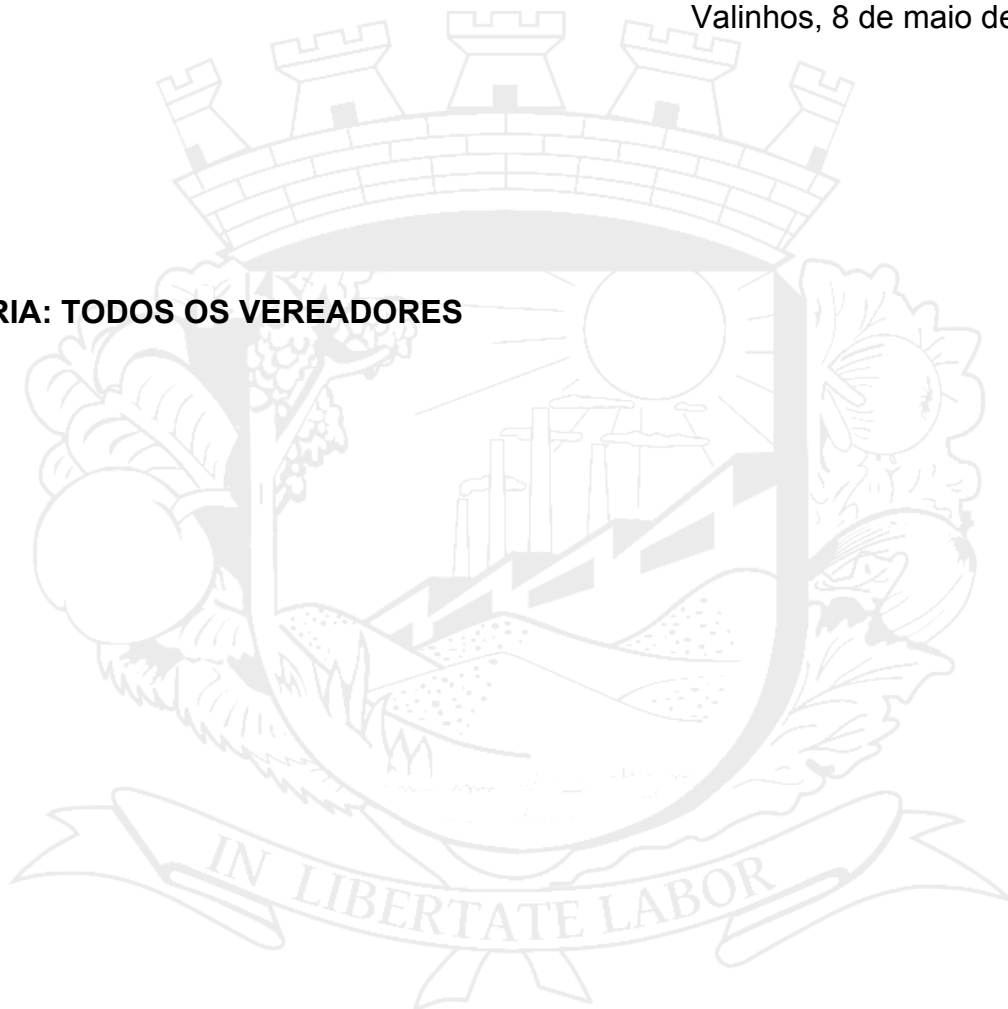 Valinhos, 8 de maio de
RIA: TODOS OS VEREADORES
IN LIBERTATE LABOR